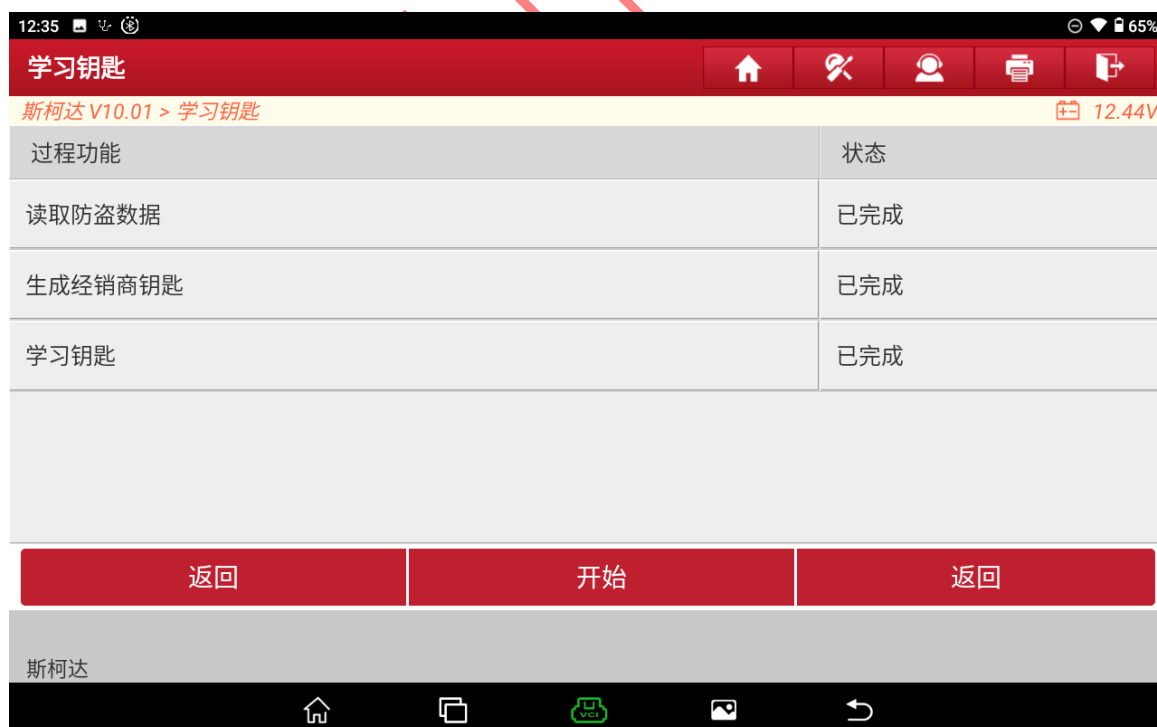 12:35 65%
学习钥匙
斯柯达 V10.01 > 学习钥匙 12.44V
过程功能 状态
读取防盗数据 已完成
生成经销商钥匙 已完成
学习钥匙 已完成
返回 开始 返回
斯柯达
VCI